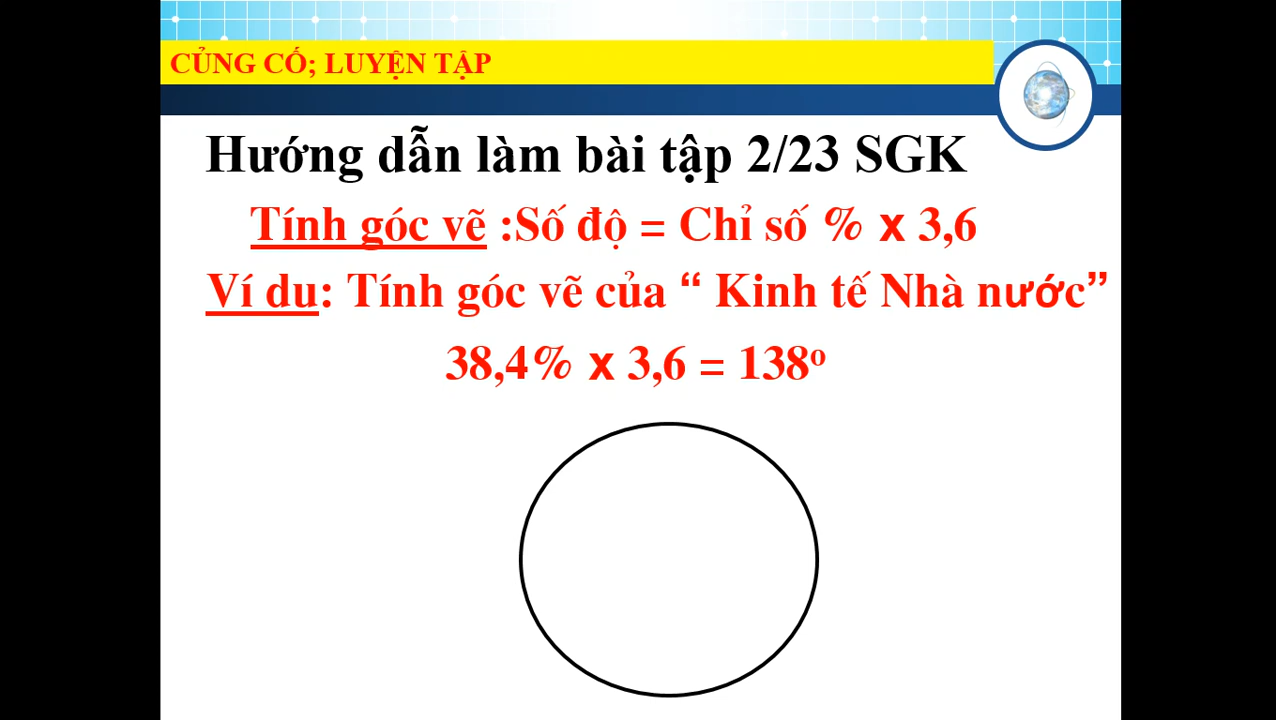 CỦNG CỐ; LUYỆN TẬP
Hướng dẫn làm bài tập 2/23 SGK
Tính góc vẽ :Số độ = Chỉ số % x 3,6
Ví du: Tính góc vẽ của “ Kinh tế Nhà nước”
38,4% x 3,6 = 138º